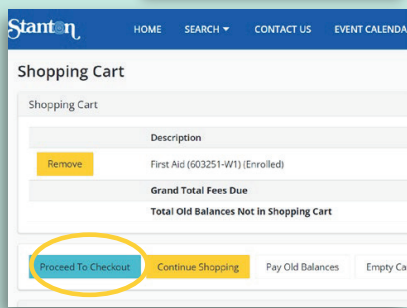 Stanton
HOME SEARCH CONTACT US EVENT CALENDA
Shopping Cart
Shopping Cart
Description
Remove First Aid (603251-W1) (Enrolled)
Grand Total Fees Due
Total Old Balances Not in Shopping Cart
Proceed To Checkout Continue Shopping Pay Old Balances Empty Ca